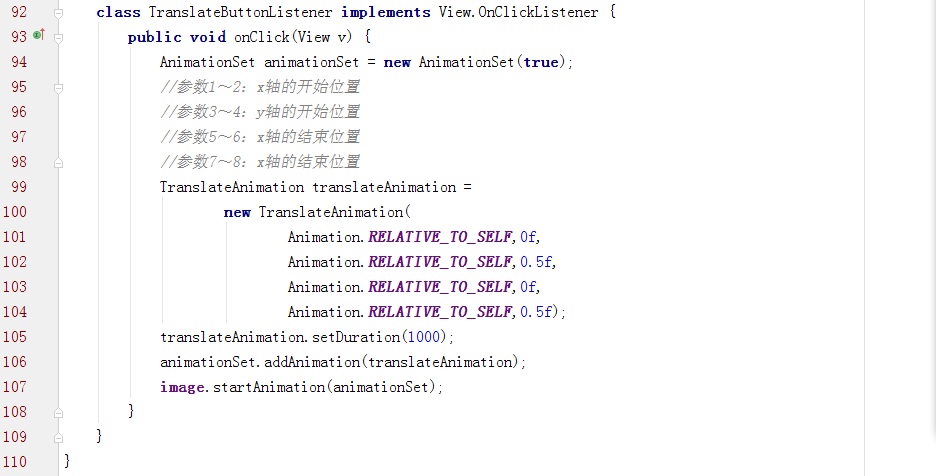 92 class TranslateButtonListener implements View.OnClickListener {
93 public void onClick(View v) {
94 AnimationSet animationSet = new AnimationSet(true);
95 //参数1～2：x轴的开始位置
96 //参数3～4：y轴的开始位置
97 //参数5～6：x轴的结束位置
98 //参数7～8：x轴的结束位置
99 TranslateAnimation translateAnimation =
100 new TranslateAnimation(
101 Animation.RELATIVE_TO_SELF,0f,
102 Animation.RELATIVE_TO_SELF,0.5f,
103 Animation.RELATIVE_TO_SELF,0f,
104 Animation.RELATIVE_TO_SELF,0.5f);
105 translateAnimation.setDuration(1000);
106 animationSet.addAnimation(translateAnimation);
107 image.startAnimation(animationSet);
108 }
109 }
110 }